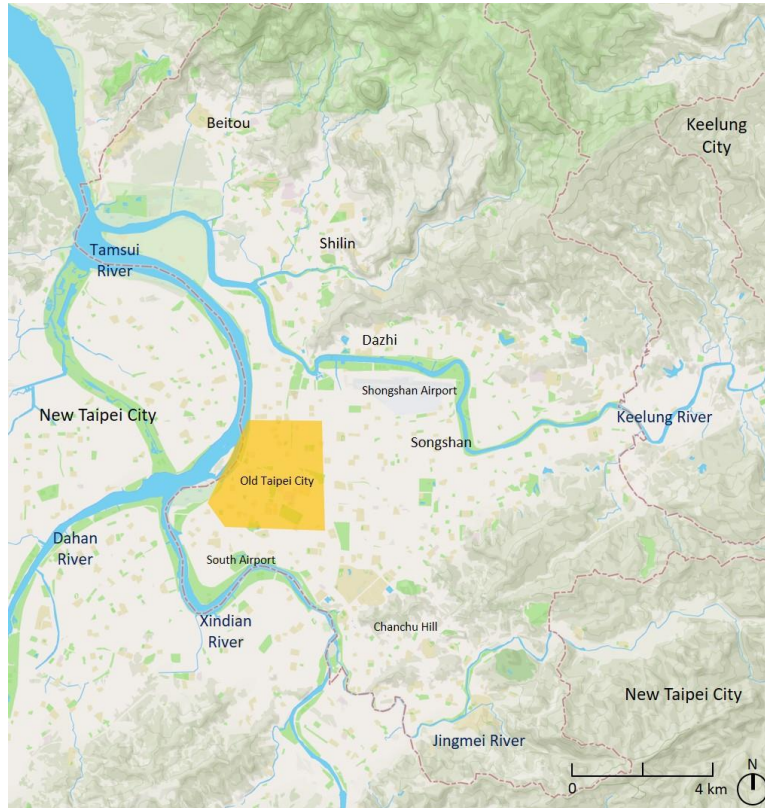 Beitou
Keelung
City
Shilin
Tamsui
River
Dazhi
Shongshan Airport
New Taipei City
Keelung River
Songshan
Old Taipei City
Dahan
River
South Airport
Xindian
River
Chanchu Hill
New Taipei City
Jingmei River
N
0
4 km